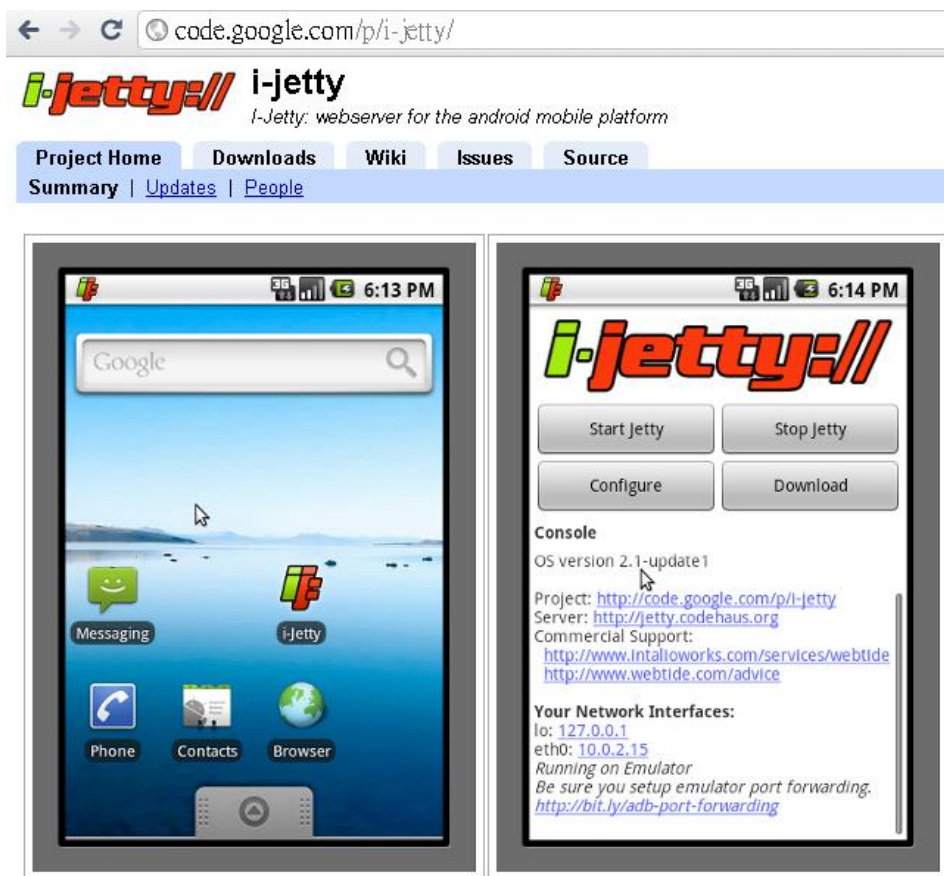 code.google.com/p/i-jetty/
i-jetty://
i-jetty
I-Jetty: webserver for the android mobile platform
Project Home Downloads Wiki Issues Source
Summary | Updates | People
6:13 PM
Google
Messaging
i-Jetty
Phone
Contacts
Browser
6:14 PM
i-jetty://
Start Jetty
Stop Jetty
Configure
Download
Console
OS version 2.1-update1
Project: http://code.google.com/p/i-jetty
Server: http://jetty.codehaus.org
Commercial Support:
http://www.intalioworks.com/services/webtide
http://www.webtide.com/advice
Your Network Interfaces:
lo: 127.0.0.1
eth0: 10.0.2.15
Running on Emulator
Be sure you setup emulator port forwarding.
http://bit.ly/adb-port-forwarding